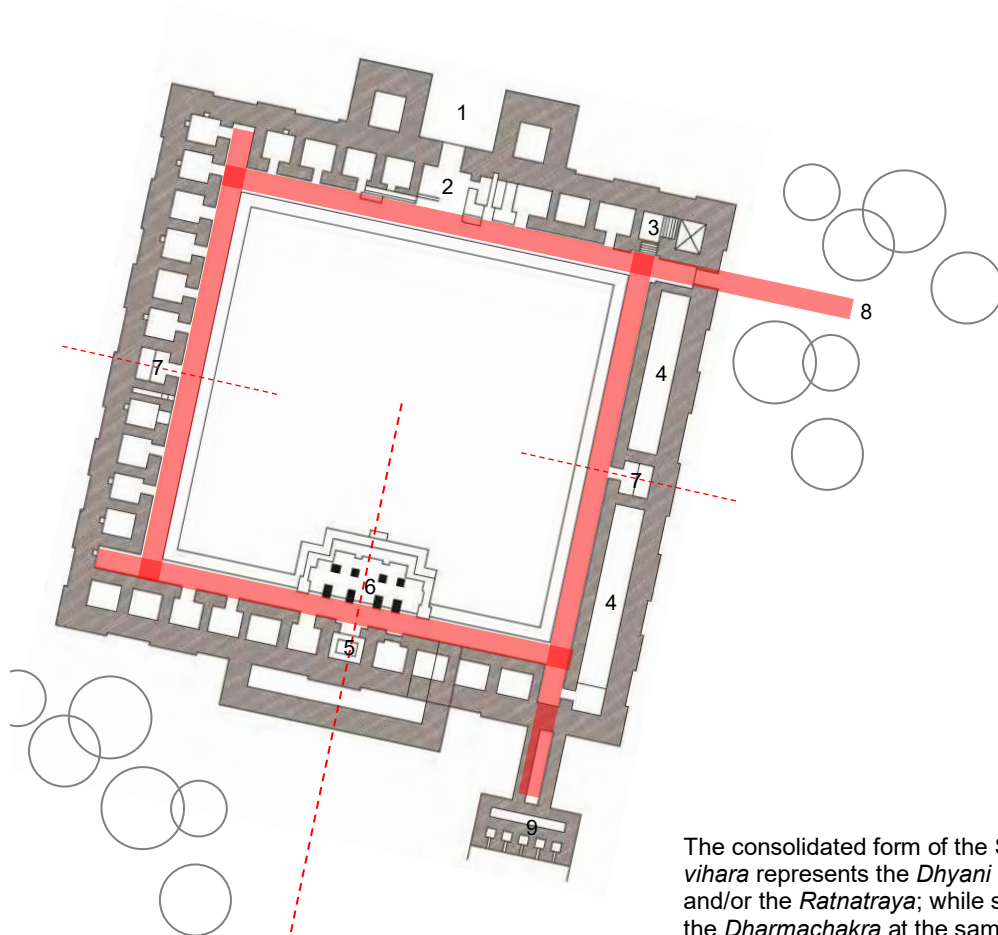 1
2
3
8
4
7
7
4
6
5
9
The consolidated form of the
vihara represents the Dhyani
and/or the Ratnatraya; while
the Dharmachakra at the